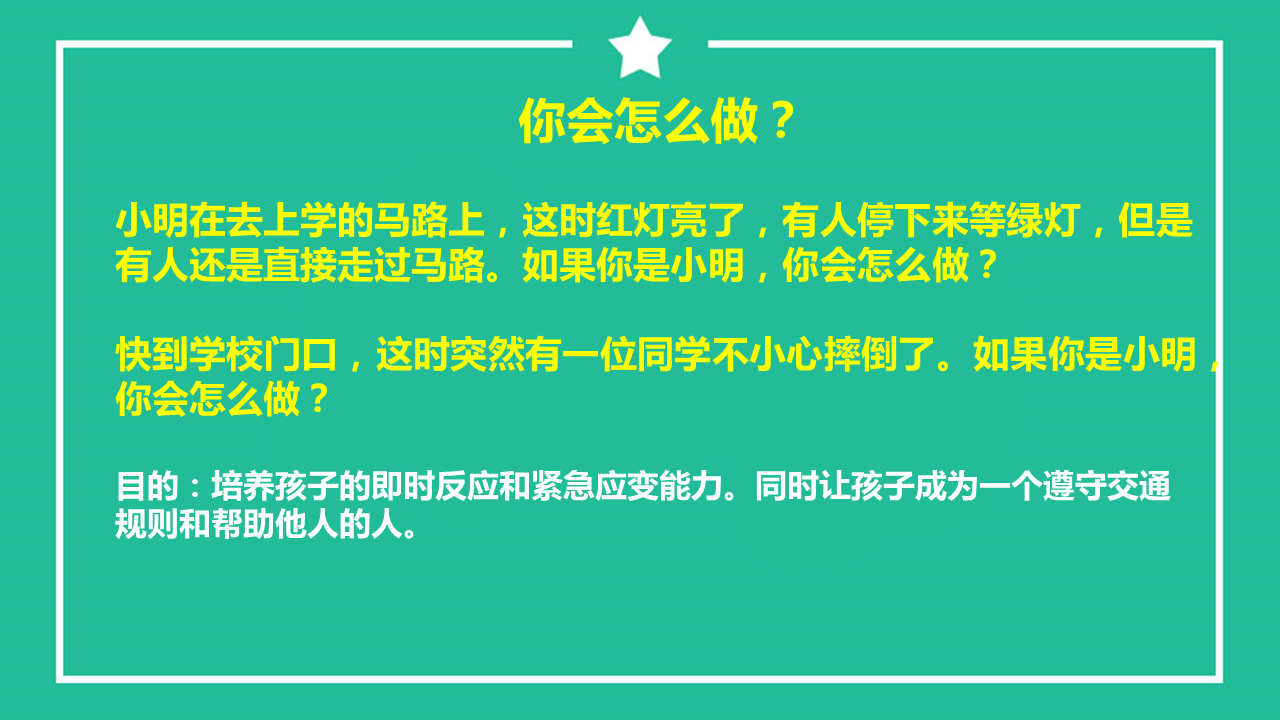 你会怎么做？
小明在去上学的马路上，这时红灯亮了，有人停下来等绿灯，但是
有人还是直接走过马路。如果你是小明，你会怎么做？
快到学校门口，这时突然有一位同学不小心摔倒了。如果你是小明，
你会怎么做？
目的：培养孩子的即时反应和紧急应变能力。同时让孩子成为一个遵守交通
规则和帮助他人的人。